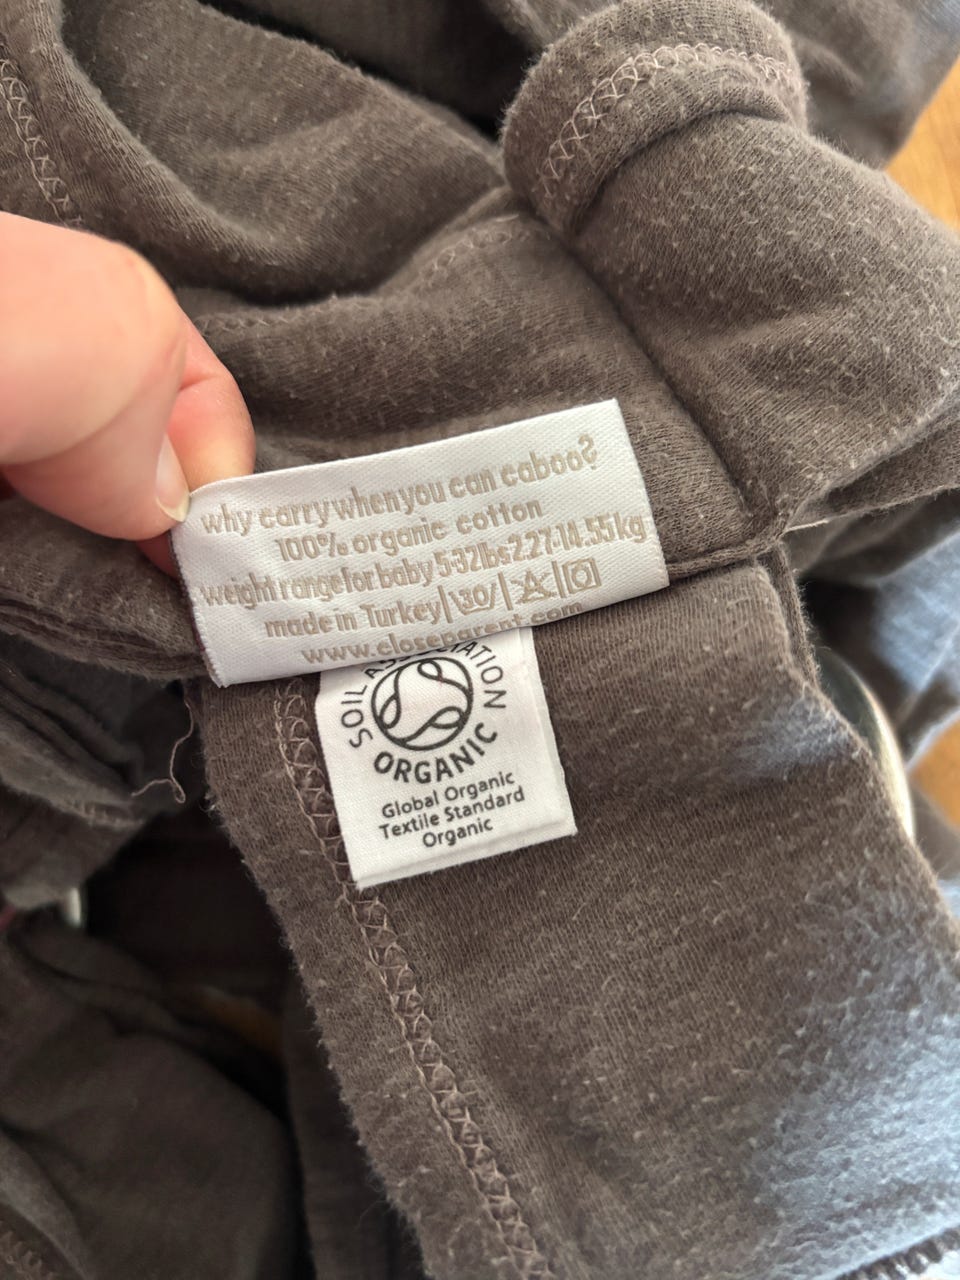 why carry when you can caboo?
100% organic cotton
weight range for baby 5-32lbs 2.27-14.55kg
made in Turkey| 30 | |
www.closeparent.com
SOIL ASSOCIATION
ORGANIC
Global Organic
Textile Standard
Organic